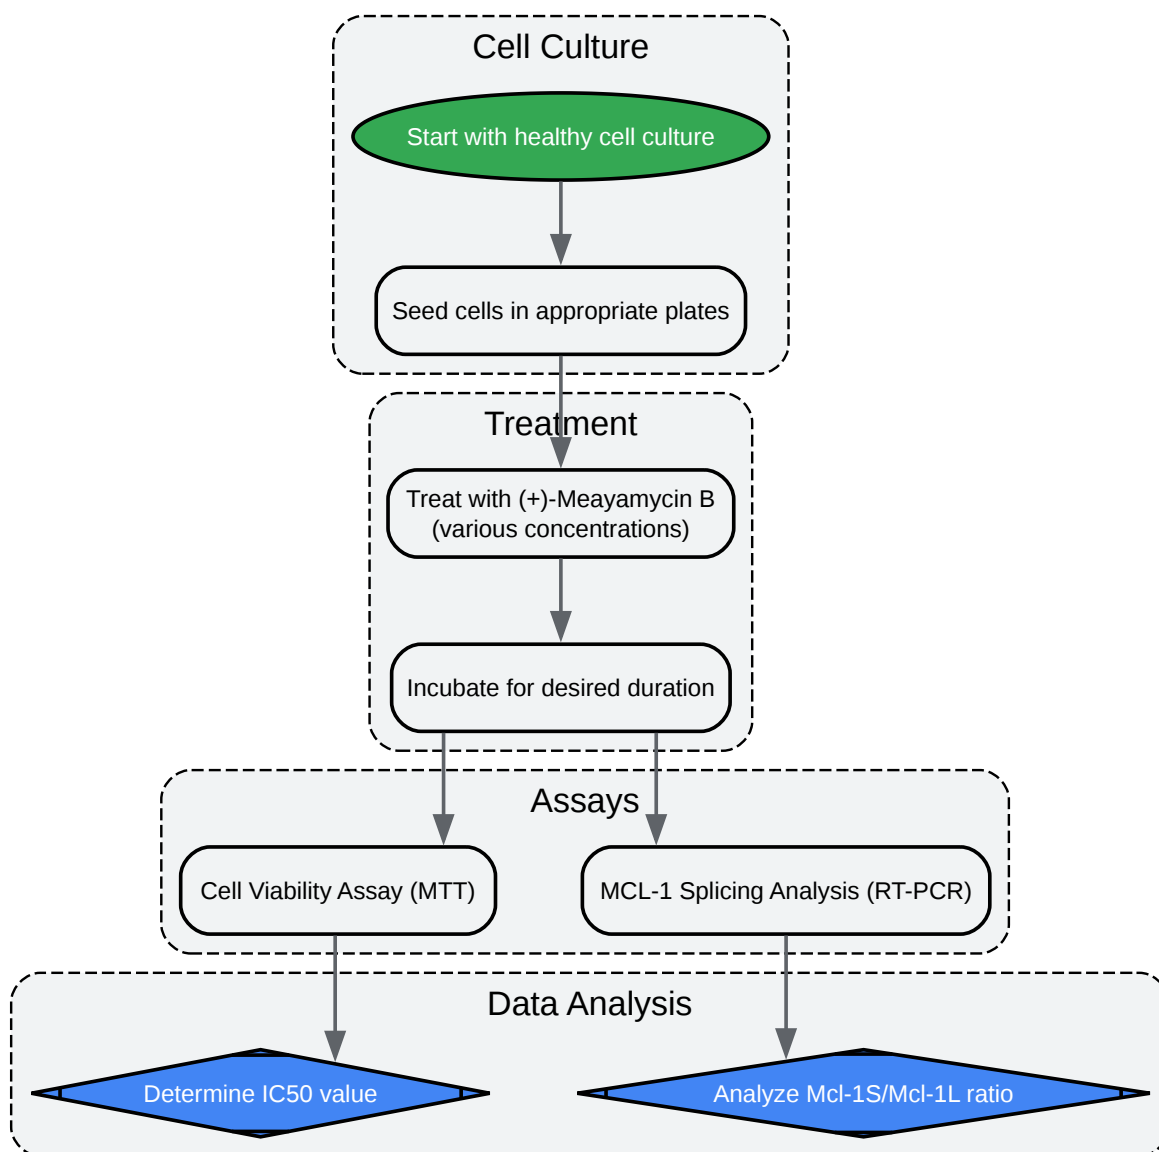 Cell Culture
Start with healthy cell culture
Seed cells in appropriate plates
Treatment
Treat with (+)-Meayamycin B
(various concentrations)
Incubate for desired duration
Assays
Cell Viability Assay (MTT)
MCL-1 Splicing Analysis (RT-PCR)
Data Analysis
Determine IC50 value
Analyze Mcl-1S/Mcl-1L ratio